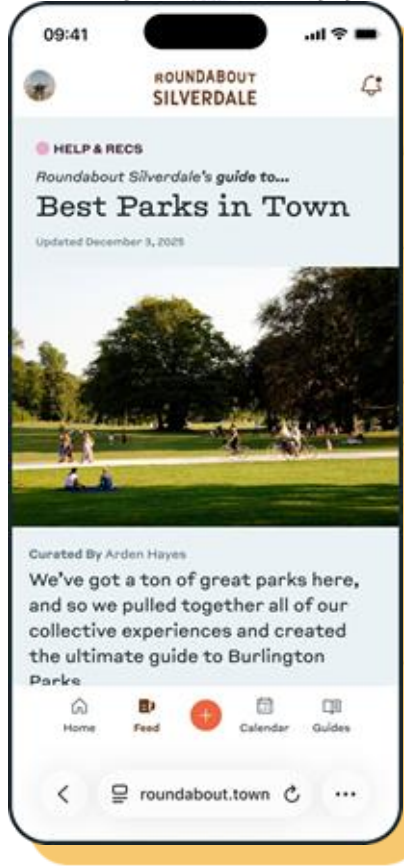 09:41
ROUNDABOUT
SILVERDALE
HELP & RECS
Roundabout Silverdale's guide to...
Best Parks in Town
Updated December 3, 2025
Curated By Arden Hayes
We've got a ton of great parks here,
and so we pulled together all of our
collective experiences and created
the ultimate guide to Burlington
Parks
Home
Feed
Calendar
Guides
roundabout.town